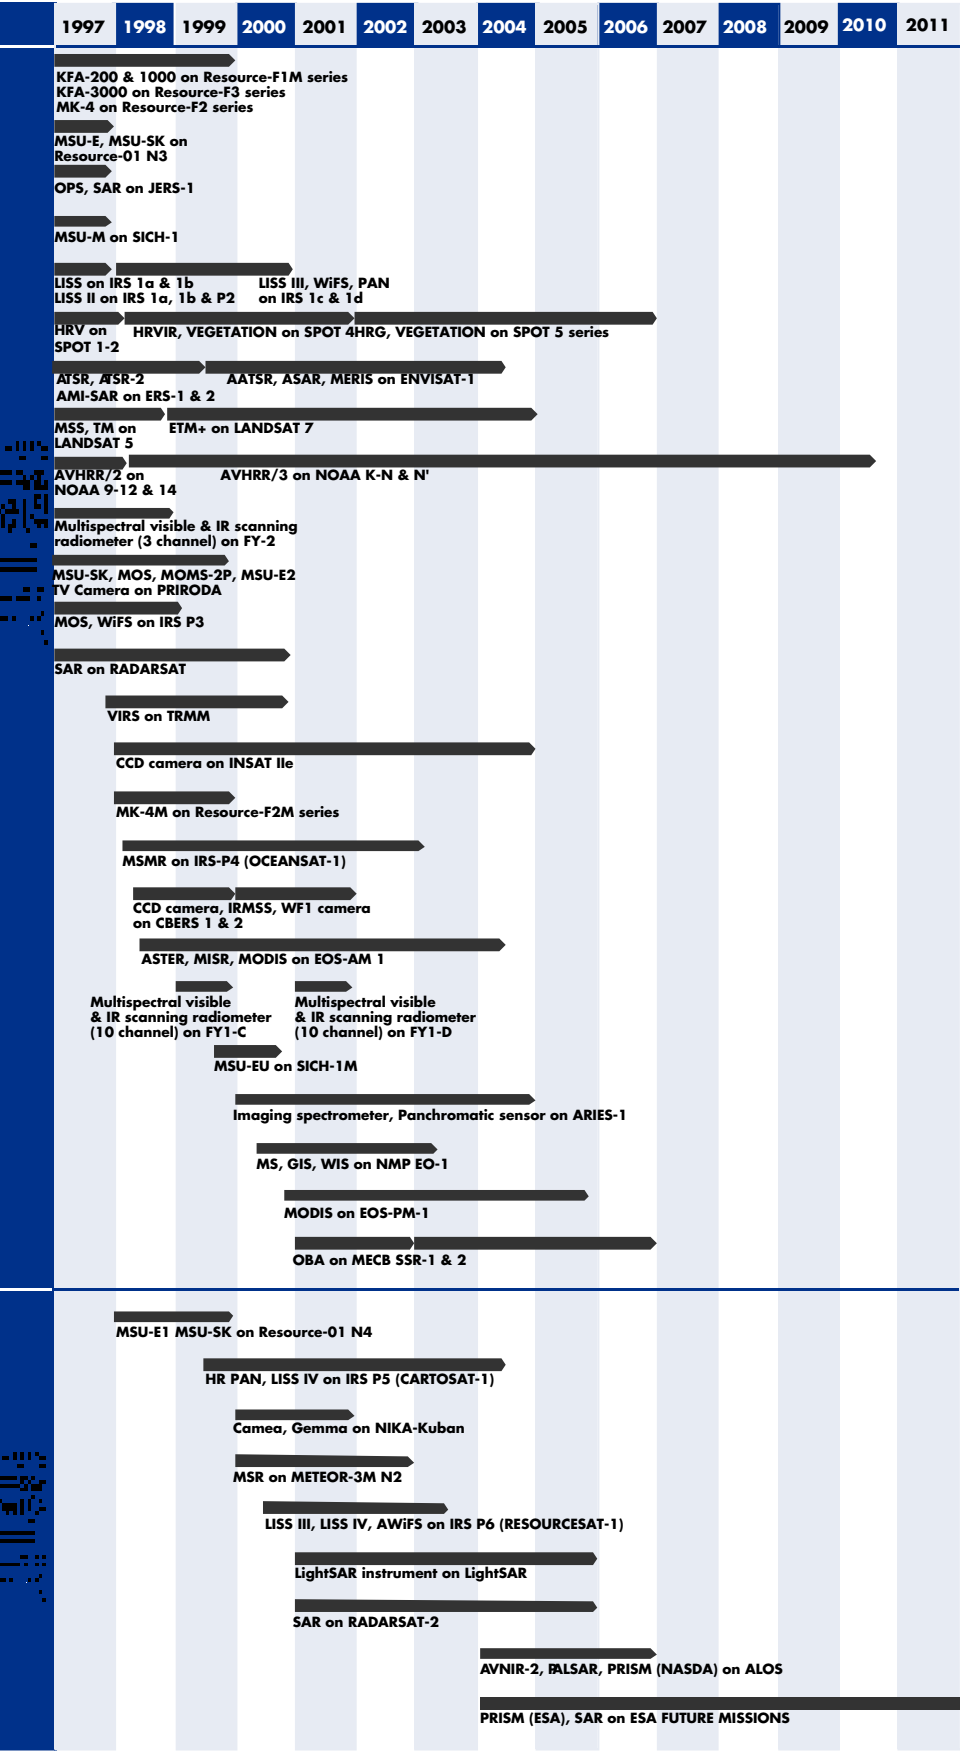 1997 1998 1999 2000 2001 2002 2003 2004 2005 2006 2007 2008 2009 2010 2011
KFA-200 & 1000 on Resource-F1M series
KFA-3000 on Resource-F3 series
MK-4 on Resource-F2 series
MSU-E, MSU-SK on
Resource-01 N3
OPS, SAR on JERS-1
MSU-M on SICH-1
LISS on IRS 1a & 1b
LISS II on IRS 1a, 1b & P2
LISS III, WiFS, PAN
on IRS 1c & 1d
HRV on
SPOT 1-2
HRVIR, VEGETATION on SPOT 4
HRG, VEGETATION on SPOT 5 series
ATSR, ATSR-2
AMI-SAR on ERS-1 & 2
AATSR, ASAR, MERIS on ENVISAT-1
MSS, TM on
LANDSAT 5
ETM+ on LANDSAT 7
AVHRR/2 on
NOAA 9-12 & 14
AVHRR/3 on NOAA K-N & N'
Multispectral visible & IR scanning
radiometer (3 channel) on FY-2
MSU-SK, MOS, MOMS-2P, MSU-E2
TV Camera on PRIRODA
MOS, WiFS on IRS P3
SAR on RADARSAT
VIRS on TRMM
CCD camera on INSAT IIe
MK-4M on Resource-F2M series
MSMR on IRS-P4 (OCEANSAT-1)
CCD camera, IRMSS, WF1 camera
on CBERS 1 & 2
ASTER, MISR, MODIS on EOS-AM 1
Multispectral visible
& IR scanning radiometer
(10 channel) on FY1-C
Multispectral visible
& IR scanning radiometer
(10 channel) on FY1-D
MSU-EU on SICH-1M
Imaging spectrometer, Panchromatic sensor on ARIES-1
MS, GIS, WIS on NMP EO-1
MODIS on EOS-PM-1
OBA on MECB SSR-1 & 2
MSU-E1 MSU-SK on Resource-01 N4
HR PAN, LISS IV on IRS P5 (CARTOSAT-1)
Camea, Gemma on NIKA-Kuban
MSR on METEOR-3M N2
LISS III, LISS IV, AWiFS on IRS P6 (RESOURCESAT-1)
LightSAR instrument on LightSAR
SAR on RADARSAT-2
AVNIR-2, PALSAR, PRISM (NASDA) on ALOS
PRISM (ESA), SAR on ESA FUTURE MISSIONS